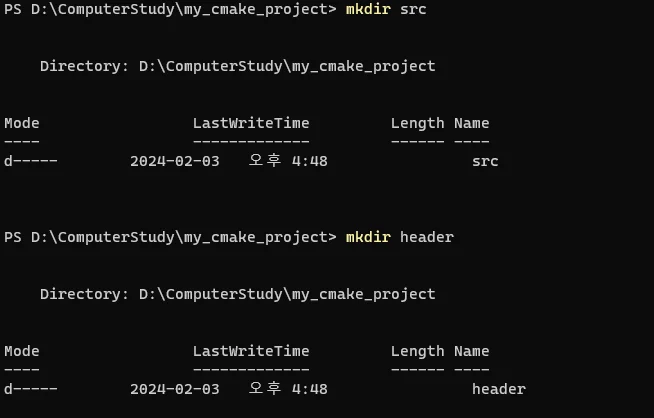 PS D:\ComputerStudy\my_cmake_project> mkdir src
Directory: D:\ComputerStudy\my_cmake_project
Mode LastWriteTime Length Name
---- ------------- ------ ----
d----- 2024-02-03 오후 4:48 src
PS D:\ComputerStudy\my_cmake_project> mkdir header
Directory: D:\ComputerStudy\my_cmake_project
Mode LastWriteTime Length Name
---- ------------- ------ ----
d----- 2024-02-03 오후 4:48 header